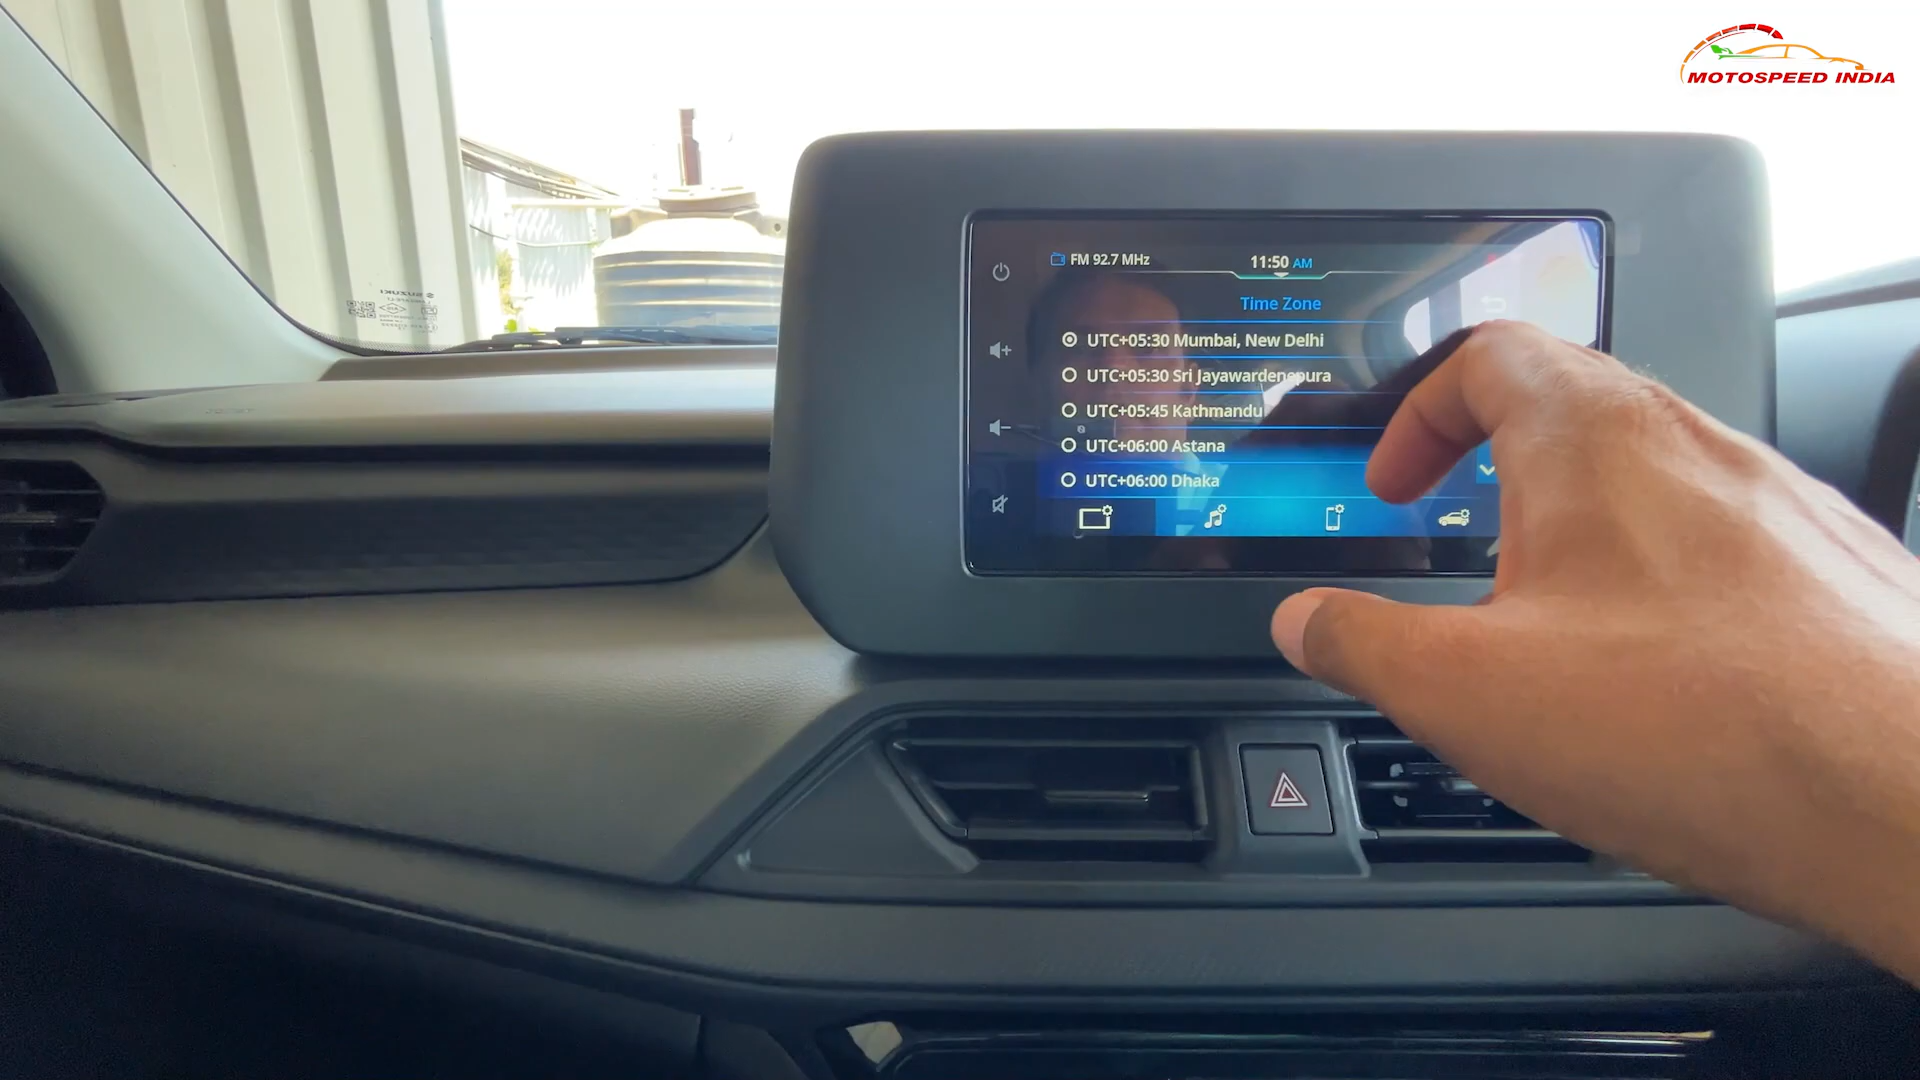 MOTOSPEED INDIA
FM 92.7 MHz
11:50 AM
Time Zone
UTC+05:30 Mumbai, New Delhi
UTC+05:30 Sri Jayawardenepura
UTC+05:45 Kathmandu
UTC+06:00 Astana
UTC+06:00 Dhaka
SUZUKI